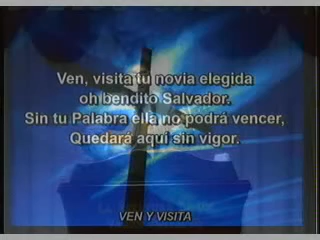 Ven, visita tu novia elegida
oh bendito Salvador.
Sin tu Palabra ella no podrá vencer,
Quedará aquí sin vigor.
VEN Y VISITA